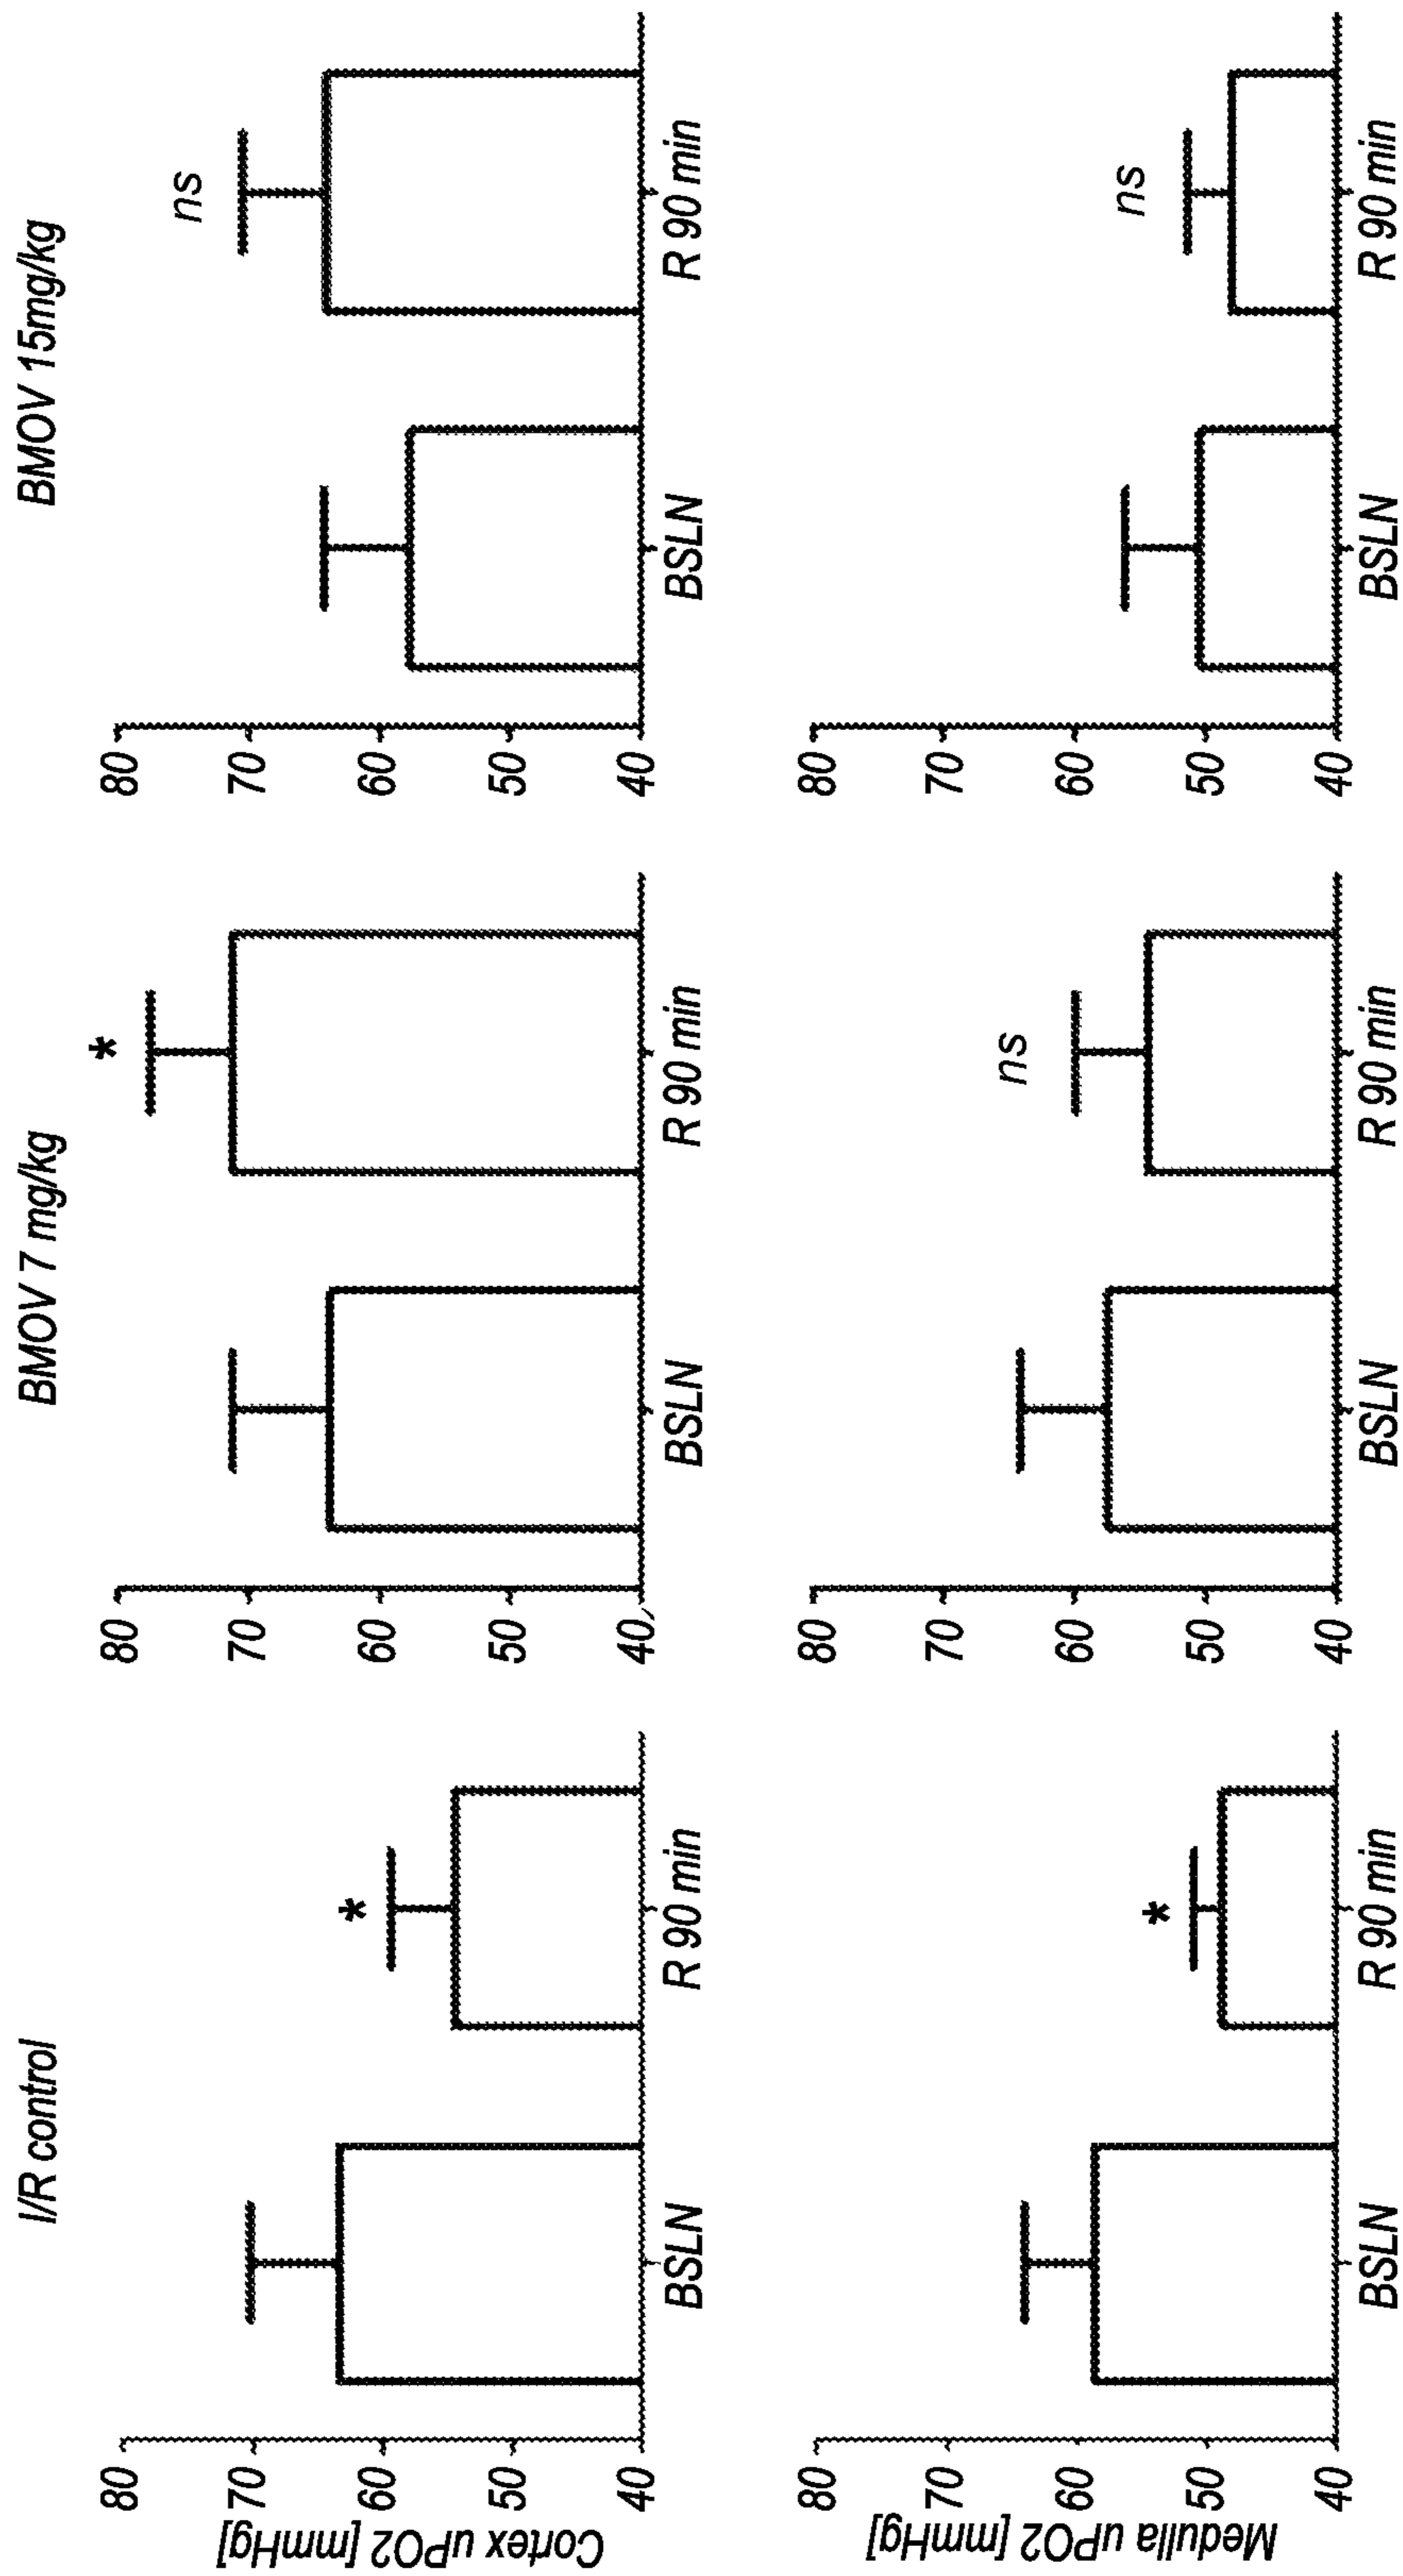 I/R control
BMOV 7 mg/kg
BMOV 15mg/kg
Cortex uPO2 [mmHg]
80
70
60
50
40
*
BSLN
R 90 min
80
70
60
50
40
*
BSLN
R 90 min
80
70
60
50
40
ns
BSLN
R 90 min
Medulla uPO2 [mmHg]
80
70
60
50
40
*
BSLN
R 90 min
80
70
60
50
40
ns
BSLN
R 90 min
80
70
60
50
40
ns
BSLN
R 90 min